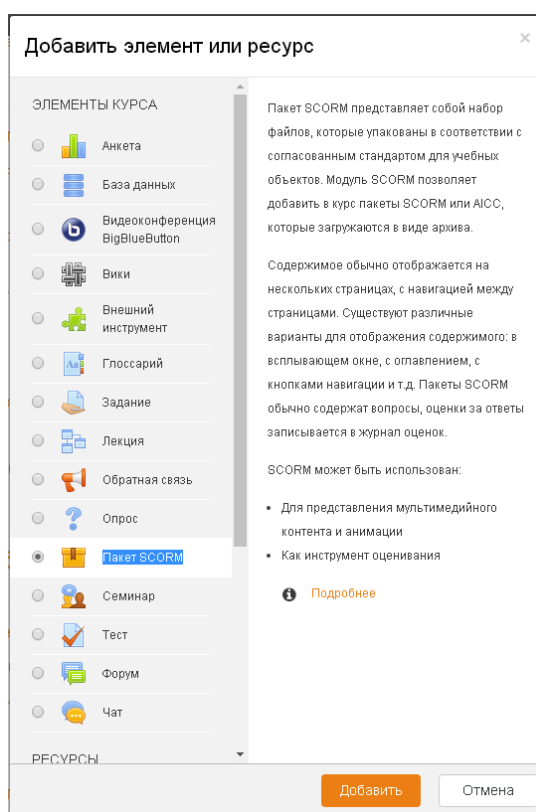 Добавить элемент или ресурс
×
ЭЛЕМЕНТЫ КУРСА
Анкета
База данных
Видеоконференция
BigBlueButton
Вики
Внешний
инструмент
Глоссарий
Задание
Лекция
Обратная связь
Опрос
Пакет SCORM
Семинар
Тест
Форум
Чат
РЕСУРСЫ
Пакет SCORM представляет собой набор
файлов, которые упакованы в соответствии с
согласованным стандартом для учебных
объектов. Модуль SCORM позволяет
добавить в курс пакеты SCORM или AICC,
которые загружаются в виде архива.
Содержимое обычно отображается на
нескольких страницах, с навигацией между
страницами. Существуют различные
варианты для отображения содержимого: в
всплывающем окне, с оглавлением, с
кнопками навигации и т.д. Пакеты SCORM
обычно содержат вопросы, оценки за ответы
записывается в журнал оценок.
SCORM может быть использован:
• Для представления мультимедийного
контента и анимации
• Как инструмент оценивания
Подробнее
Добавить
Отмена